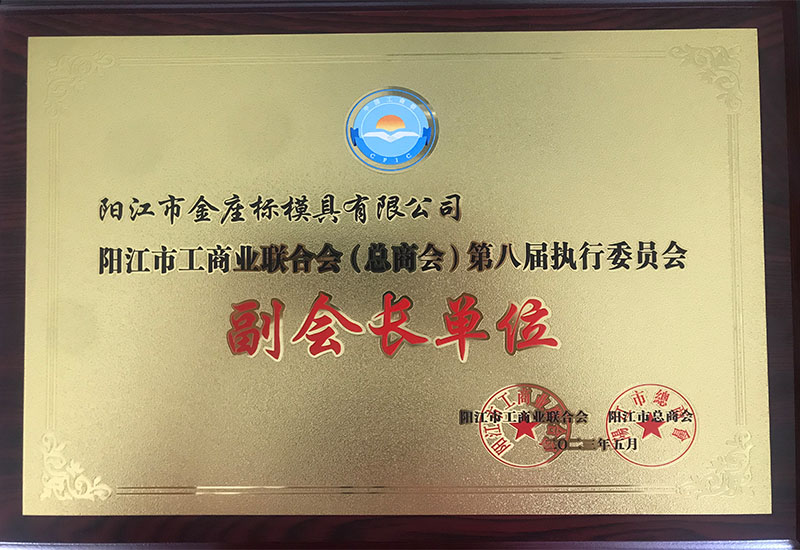 CFIC
阳江市金座标模具有限公司
阳江市工商业联合会（总商会）第八届执行委员会
副会长单位
阳江市工商业联合会 阳江市总商会
二〇二三年五月